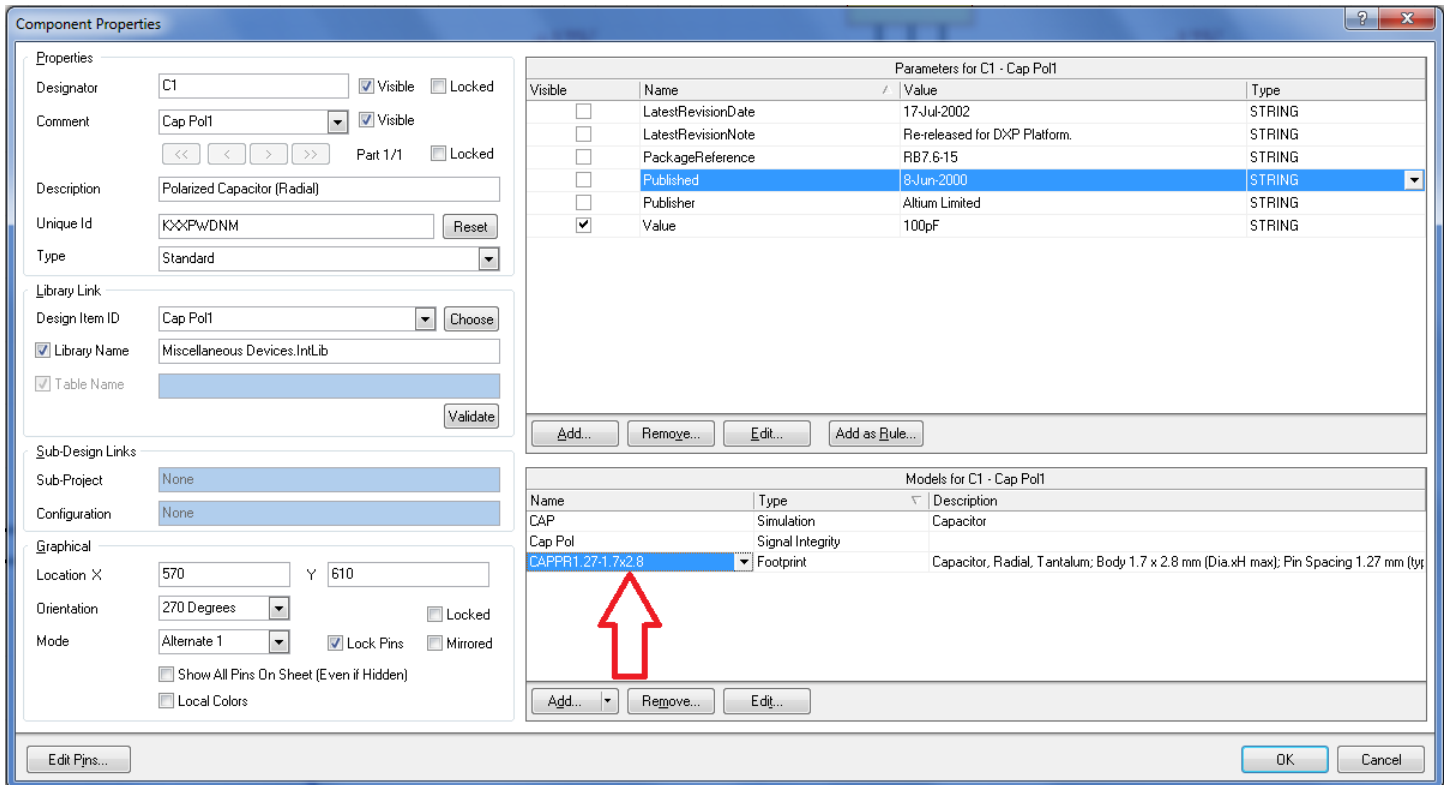 Component Properties
Properties
Designator C1 Visible Locked
Comment Cap Pol1 Visible
<< < > >> Part 1/1 Locked
Description Polarized Capacitor (Radial)
Unique Id KXXPWDNM Reset
Type Standard
Library Link
Design Item ID Cap Pol1 Choose
Library Name Miscellaneous Devices.IntLib
Table Name
Validate
Sub-Design Links
Sub-Project None
Configuration None
Graphical
Location X 570 Y 610
Orientation 270 Degrees Locked
Mode Alternate 1 Lock Pins Mirrored
Show All Pins On Sheet (Even if Hidden)
Local Colors
Parameters for C1 - Cap Pol1
Visible Name Value Type
LatestRevisionDate 17-Jul-2002 STRING
LatestRevisionNote Re-released for DXP Platform. STRING
PackageReference RB7.6-15 STRING
Published 8-Jun-2000 STRING
Publisher Altium Limited STRING
Value 100pF STRING
Add... Remove... Edit... Add as Rule...
Models for C1 - Cap Pol1
Name Type Description
CAP Simulation Capacitor
Cap Pol Signal Integrity
CAPPR1.27-1.7x2.8 Footprint Capacitor, Radial, Tantalum; Body 1.7 x 2.8 mm (Dia.xH max); Pin Spacing 1.27 mm (typ
Add... Remove... Edit...
Edit Pins... OK Cancel